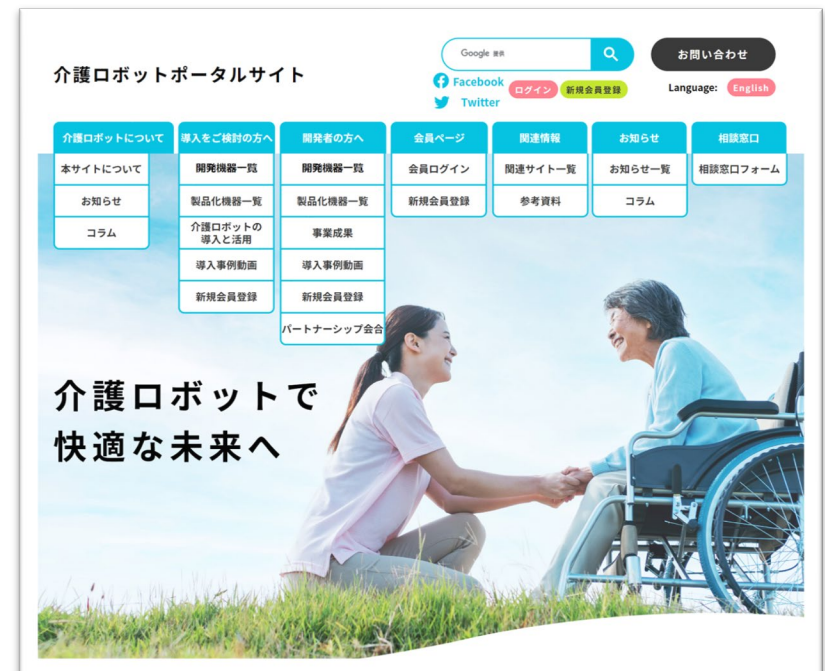 Google 提供
お問い合わせ
介護ロボットポータルサイト
Facebook
ログイン
新規会員登録
Language:
English
Twitter
介護ロボットについて
導入をご検討の方へ
開発者の方へ
会員ページ
関連情報
お知らせ
相談窓口
本サイトについて
お知らせ
コラム
開発機器一覧
製品化機器一覧
介護ロボットの
導入と活用
導入事例動画
新規会員登録
開発機器一覧
製品化機器一覧
事業成果
導入事例動画
新規会員登録
パートナーシップ会合
会員ログイン
新規会員登録
関連サイト一覧
参考資料
お知らせ一覧
コラム
相談窓口フォーム
介護ロボットで
快適な未来へ